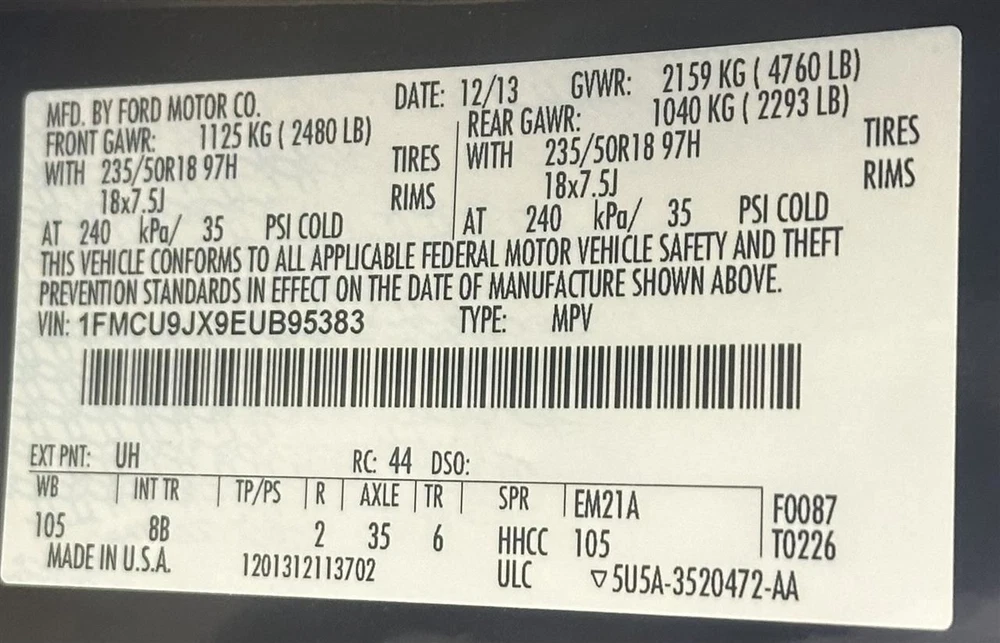 MFD. BY FORD MOTOR CO. DATE: 12/13 GVWR: 2159 KG ( 4760 LB)
FRONT GAWR: 1125 KG ( 2480 LB) REAR GAWR: 1040 KG ( 2293 LB)
WITH 235/50R18 97H TIRES WITH 235/50R18 97H TIRES
18x7.5J RIMS 18x7.5J RIMS
AT 240 kPa/ 35 PSI COLD AT 240 kPa/ 35 PSI COLD
THIS VEHICLE CONFORMS TO ALL APPLICABLE FEDERAL MOTOR VEHICLE SAFETY AND THEFT
PREVENTION STANDARDS IN EFFECT ON THE DATE OF MANUFACTURE SHOWN ABOVE.
VIN: 1FMCU9JX9EUB95383 TYPE: MPV
EXT PNT: UH RC: 44 DSO:
WB INT TR TP/PS R AXLE TR SPR EM21A F0087
105 8B 2 35 6 HHCC 105 T0226
MADE IN U.S.A. 1201312113702 ULC ▽5U5A-3520472-AA